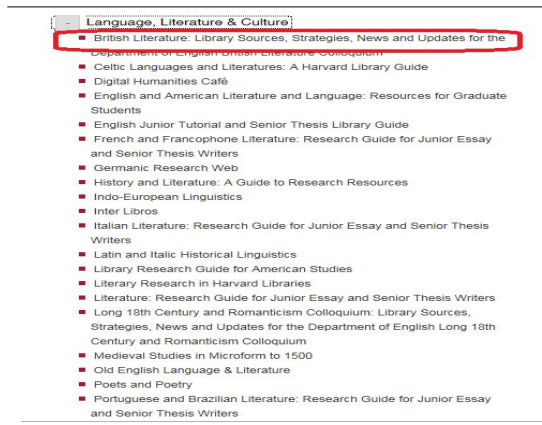 - Language, Literature & Culture
British Literature: Library Sources, Strategies, News and Updates for the
Department of English British Literature Colloquium
Celtic Languages and Literatures: A Harvard Library Guide
Digital Humanities Café
English and American Literature and Language: Resources for Graduate
Students
English Junior Tutorial and Senior Thesis Library Guide
French and Francophone Literature: Research Guide for Junior Essay
and Senior Thesis Writers
Germanic Research Web
History and Literature: A Guide to Research Resources
Indo-European Linguistics
Inter Libros
Italian Literature: Research Guide for Junior Essay and Senior Thesis
Writers
Latin and Italic Historical Linguistics
Library Research Guide for American Studies
Literary Research in Harvard Libraries
Literature: Research Guide for Junior Essay and Senior Thesis Writers
Long 18th Century and Romanticism Colloquium: Library Sources,
Strategies, News and Updates for the Department of English Long 18th
Century and Romanticism Colloquium
Medieval Studies in Microform to 1500
Old English Language & Literature
Poets and Poetry
Portuguese and Brazilian Literature: Research Guide for Junior Essay
and Senior Thesis Writers